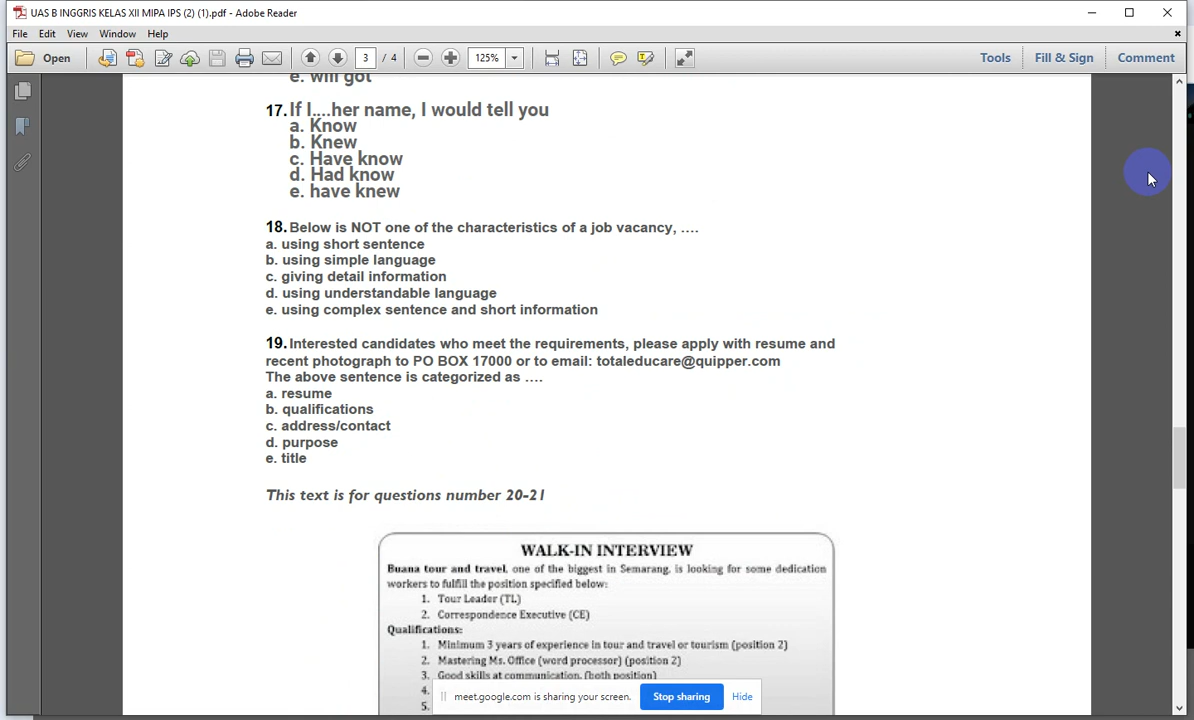 UAS B INGGRIS KELAS XII MIPA IPS (2) (1).pdf - Adobe Reader
File Edit View Window Help
Open 3 / 4 125% Tools Fill & Sign Comment
e. will got
17. If I....her name, I would tell you
a. Know
b. Knew
c. Have know
d. Had know
e. have knew
18. Below is NOT one of the characteristics of a job vacancy, ....
a. using short sentence
b. using simple language
c. giving detail information
d. using understandable language
e. using complex sentence and short information
19. Interested candidates who meet the requirements, please apply with resume and
recent photograph to PO BOX 17000 or to email: totaleducare@quipper.com
The above sentence is categorized as ....
a. resume
b. qualifications
c. address/contact
d. purpose
e. title
This text is for questions number 20-21
WALK-IN INTERVIEW
Buana tour and travel, one of the biggest in Semarang, is looking for some dedication
workers to fulfill the position specified below:
1. Tour Leader (TL)
2. Correspondence Executive (CE)
Qualifications:
1. Minimum 3 years of experience in tour and travel or tourism (position 2)
2. Mastering Ms. Office (word processor) (position 2)
3. Good skills at communication. (both position)
4.
5.
meet.google.com is sharing your screen. Stop sharing Hide